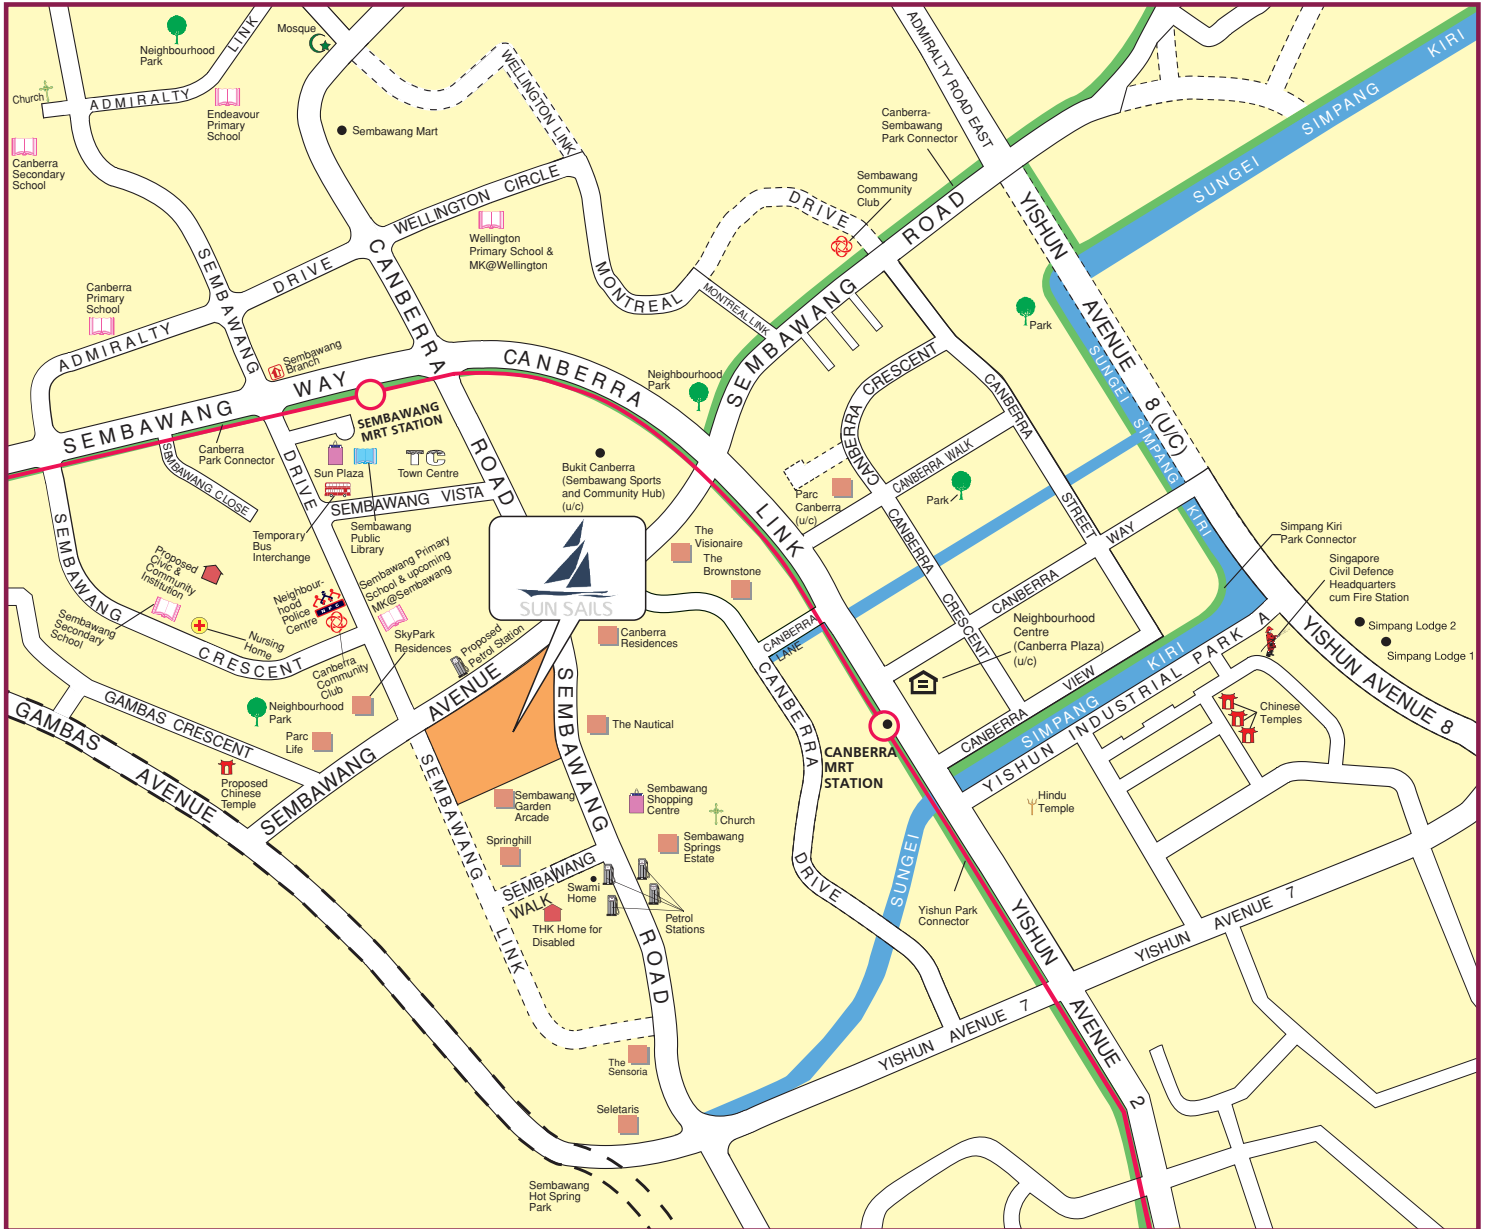 Neighbourhood
Park
LINK
Mosque
Church
ADMIRALTY
Endeavour
Primary
School
Canberra
Secondary
School
Sembawang Mart
WELLINGTON LINK
WELLINGTON CIRCLE
Wellington
Primary School &
MK@Wellington
ADMIRALTY ROAD EAST
Canberra-
Sembawang
Park Connector
Sembawang
Community
Club
DRIVE
SEMBAWANG ROAD
YISHUN AVENUE 8 (U/C)
SUNGEI SIMPANG KIRI
SEMBAWANG
DRIVE
CANBERRA
MONTREAL
MONTREAL LINK
Canberra
Primary
School
ADMIRALTY
Sembawang
Branch
Park
SUNGEI SIMPANG KIRI
SEMBAWANG WAY
CANBERRA
Neighbourhood
Park
SEMBAWANG
MRT STATION
CANBERRA CRESCENT
CANBERRA
STREET
CANBERRA WALK
Park
Canberra
Park Connector
SEMBAWANG CLOSE
DRIVE
Sun Plaza
TC
Town Centre
ROAD
SEMBAWANG VISTA
Bukit Canberra
(Sembawang Sports
and Community Hub)
(u/c)
Parc
Canberra
(u/c)
LINK
Temporary
Bus
Interchange
Sembawang
Public
Library
The
Visionaire
The
Brownstone
CANBERRA
CRESCENT
CANBERRA
WAY
Simpang Kiri
Park Connector
Singapore
Civil Defence
Headquarters
cum Fire Station
SEMBAWANG
CRESCENT
Proposed
Civic &
Community
Institution
Sembawang
Secondary
School
Nursing
Home
Neighbour-
hood
Police
Centre
NPC
Sembawang Primary
School & upcoming
MK@Sembawang
SUN SAILS
Canberra
Community
Club
SkyPark
Residences
Proposed
Petrol Station
Canberra
Residences
CANBERRA
LANE
Neighbourhood
Centre
(Canberra Plaza)
(u/c)
Simpang Lodge 2
Simpang Lodge 1
YISHUN AVENUE 8
GAMBAS CRESCENT
GAMBAS
AVENUE
Neighbourhood
Park
Parc
Life
SEMBAWANG
AVENUE
Proposed
Chinese
Temple
SEMBAWANG
The Nautical
CANBERRA
DRIVE
CANBERRA
MRT
STATION
CANBERRA
VIEW
SIMPANG
KIRI
YISHUN INDUSTRIAL PARK A
Chinese
Temples
Hindu
Temple
SEMBAWANG
LINK
Sembawang
Garden
Arcade
Springhill
SEMBAWANG
WALK
Swami
Home
THK Home for
Disabled
ROAD
Sembawang
Shopping
Centre
Church
Sembawang
Springs
Estate
Petrol
Stations
SUNGEI
Yishun Park
Connector
YISHUN
AVENUE
2
YISHUN AVENUE 7
YISHUN AVENUE 7
The
Sensoria
Seletaris
Sembawang
Hot Spring
Park